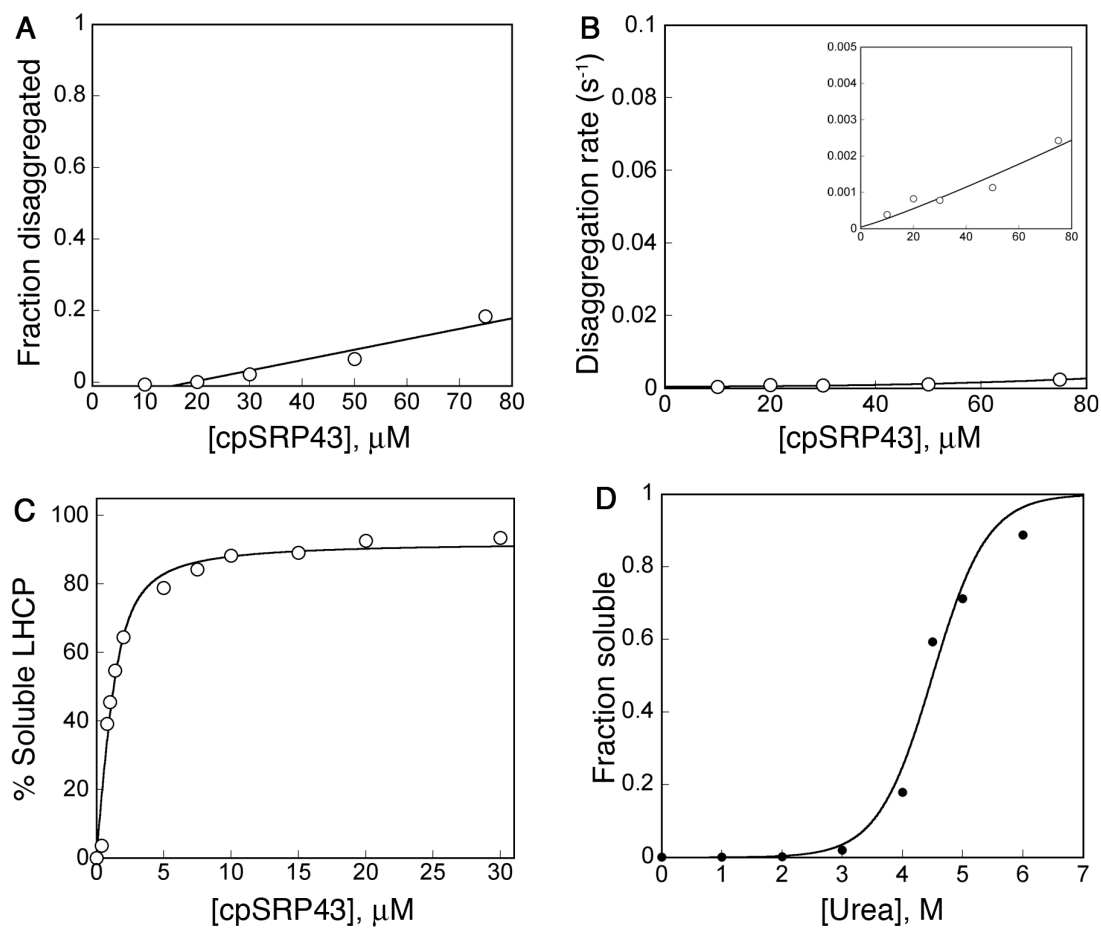 A
Fraction disaggregated
1
0.8
0.6
0.4
0.2
0
0 10 20 30 40 50 60 70 80
[cpSRP43], μM
B
Disaggregation rate (s-1)
0.1
0.08
0.06
0.04
0.02
0
0 20 40 60 80
[cpSRP43], μM
0.005
0.004
0.003
0.002
0.001
0
0 20 40 60 80
C
% Soluble LHCP
100
80
60
40
20
0
0 5 10 15 20 25 30
[cpSRP43], μM
D
Fraction soluble
1
0.8
0.6
0.4
0.2
0
0 1 2 3 4 5 6 7
[Urea], M